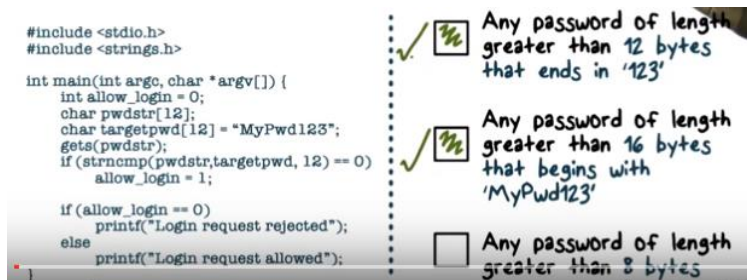 #include <stdio.h>
#include <strings.h>
int main(int argc, char *argv[]) {
int allow_login = 0;
char pwdstr[12];
char targetpwd[12] = "MyPwd123";
gets(pwdstr);
if (strncmp(pwdstr,targetpwd, 12) == 0)
allow_login = 1;
if (allow_login == 0)
printf("Login request rejected");
else
printf("Login request allowed");
}
Any password of length
greater than 12 bytes
that ends in '123'
Any password of length
greater than 16 bytes
that begins with
'MyPwd123'
Any password of length
greater than 8 bytes